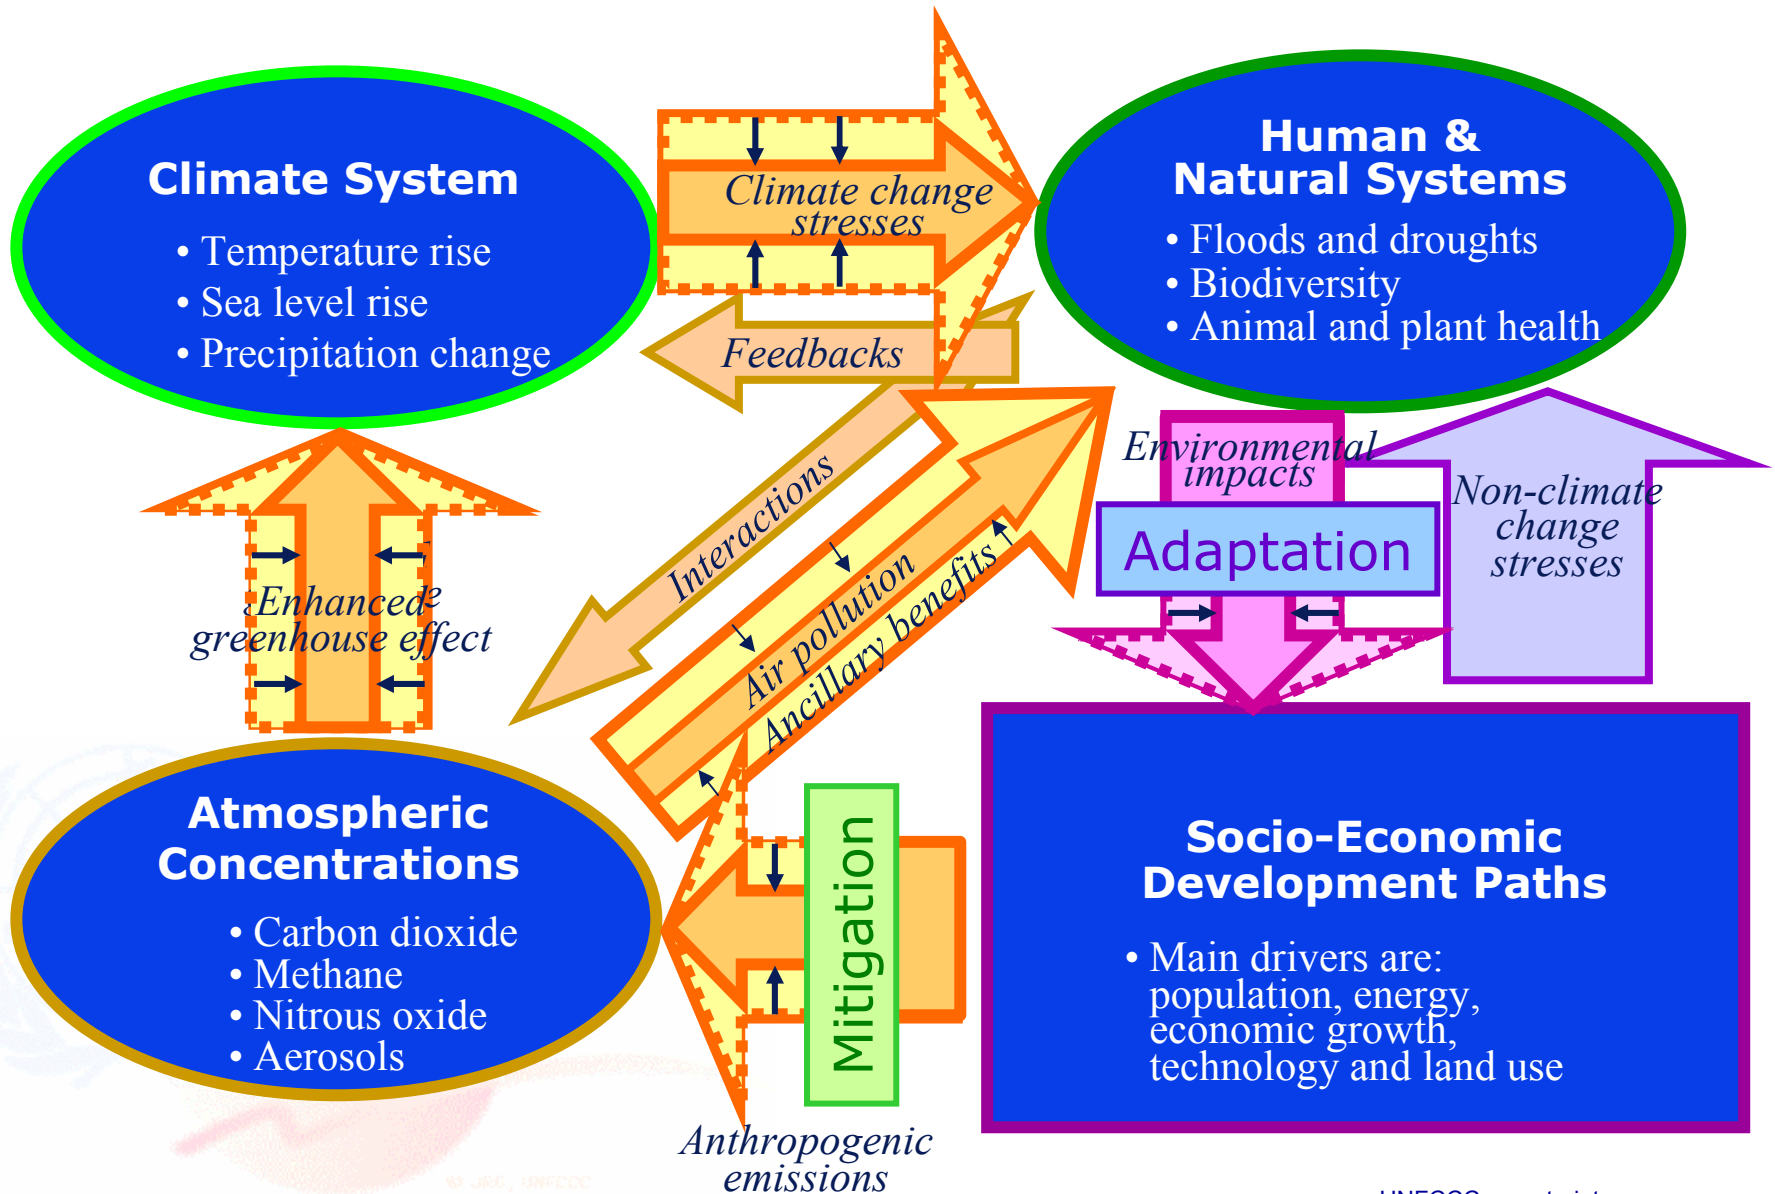 Climate System
• Temperature rise
• Sea level rise
• Precipitation change
Climate change
stresses
Human &
Natural Systems
• Floods and droughts
• Biodiversity
• Animal and plant health
Feedbacks
Interactions
Air pollution
Ancillary benefits
Environmental
impacts
Adaptation
Non-climate
change
stresses
Enhanced
greenhouse effect
Atmospheric
Concentrations
• Carbon dioxide
• Methane
• Nitrous oxide
• Aerosols
Mitigation
Anthropogenic
emissions
Socio-Economic
Development Paths
• Main drivers are:
population, energy,
economic growth,
technology and land use